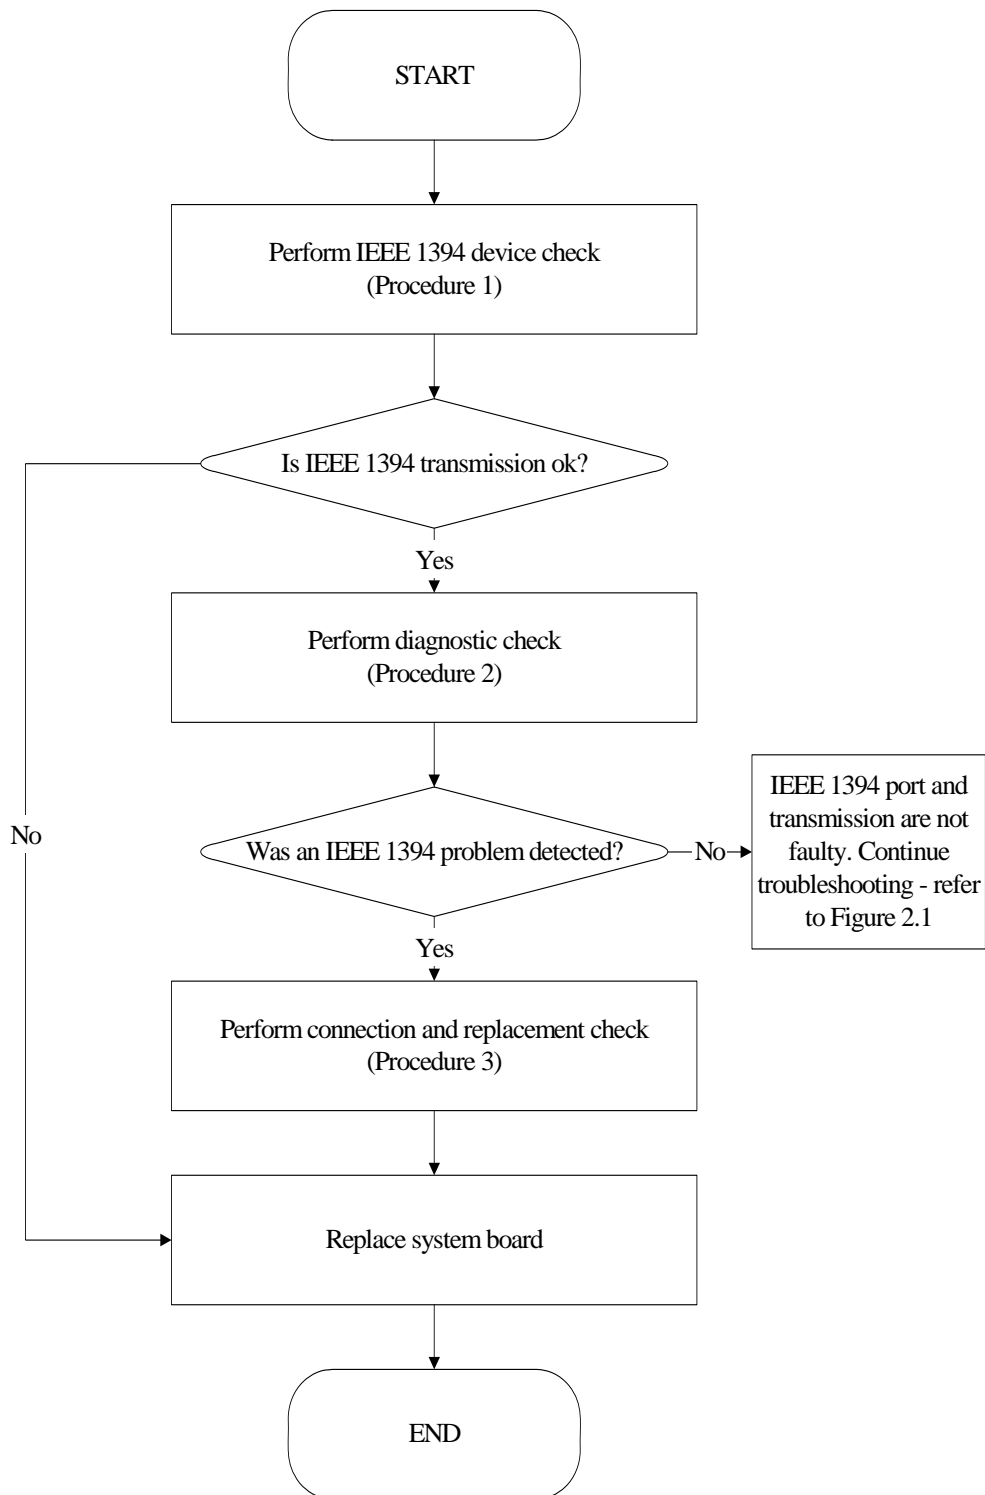 START
Perform IEEE 1394 device check
(Procedure 1)
Is IEEE 1394 transmission ok?
Yes
Perform diagnostic check
(Procedure 2)
No
Was an IEEE 1394 problem detected?
No
IEEE 1394 port and
transmission are not
faulty. Continue
troubleshooting - refer
to Figure 2.1
Yes
Perform connection and replacement check
(Procedure 3)
Replace system board
END